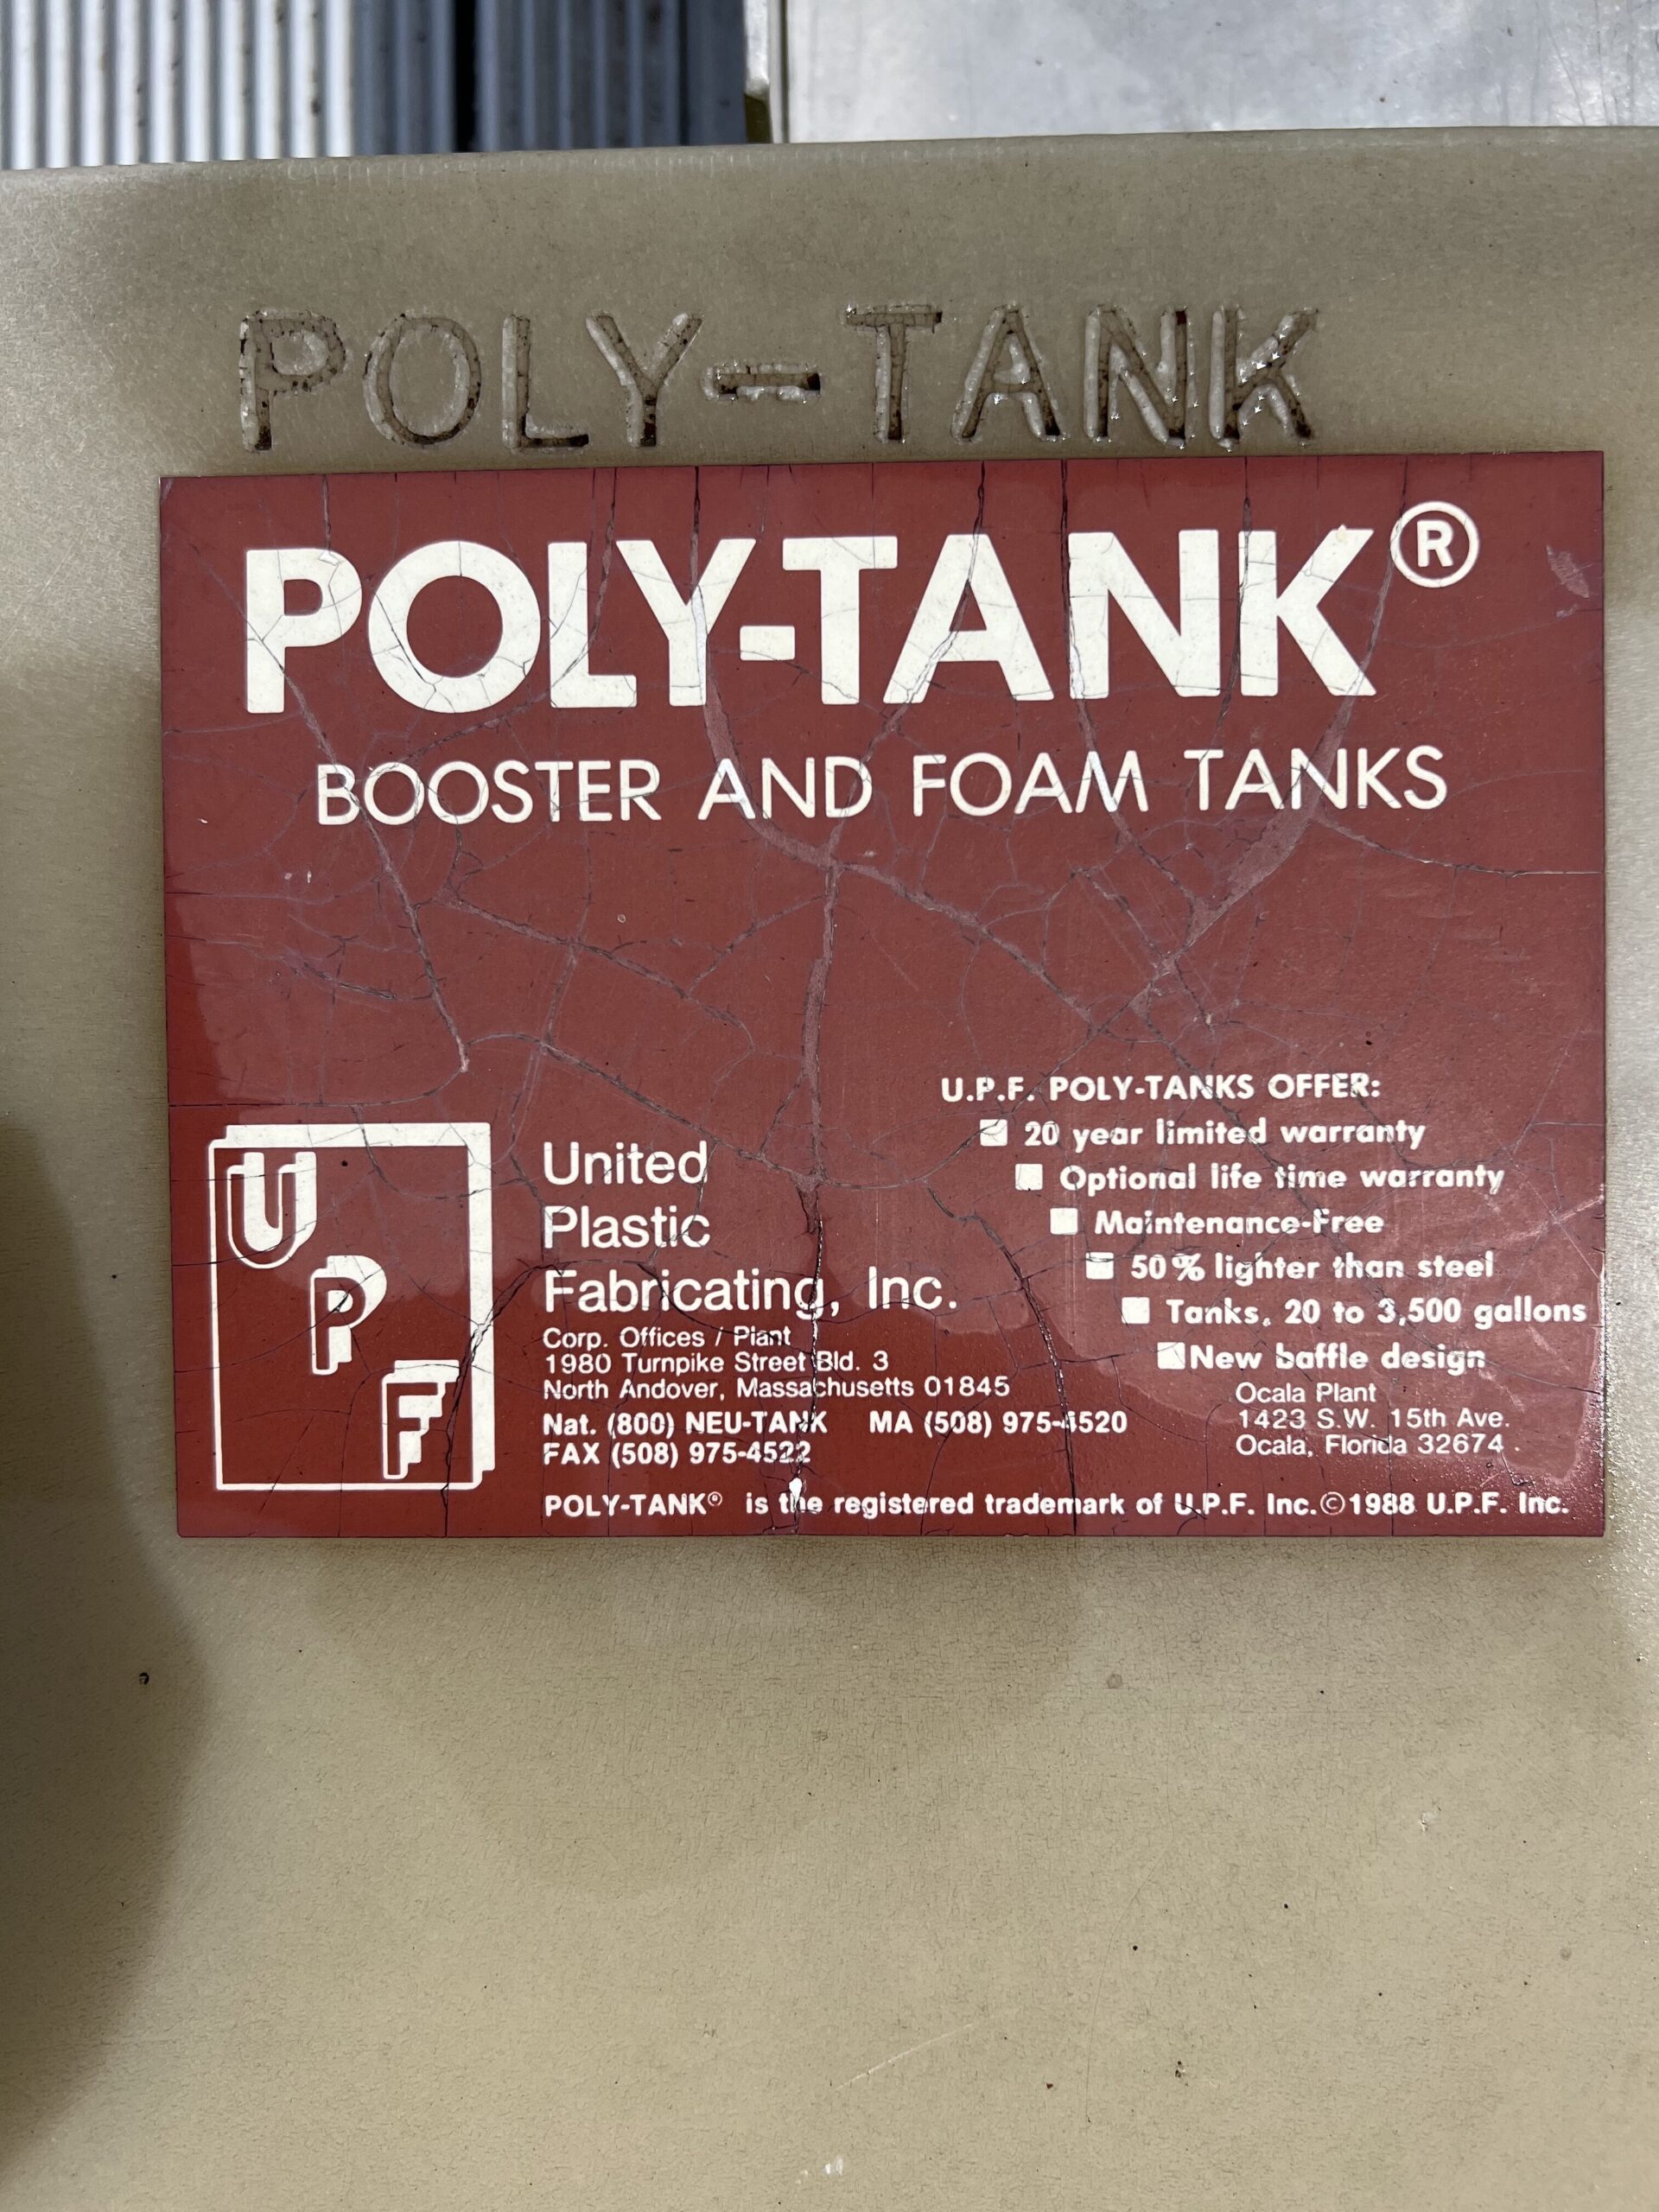 POLY-TANK
POLY-TANK®
BOOSTER AND FOAM TANKS
U.P.F. POLY-TANKS OFFER:
20 year limited warranty
Optional life time warranty
Maintenance-Free
50% lighter than steel
Tanks, 20 to 3,500 gallons
New baffle design
Ocala Plant
1423 S.W. 15th Ave.
Ocala, Florida 32674
U
P
F
United
Plastic
Fabricating, Inc.
Corp. Offices / Plant
1980 Turnpike Street Bld. 3
North Andover, Massachusetts 01845
Nat. (800) NEU-TANK MA (508) 975-4520
FAX (508) 975-4522
POLY-TANK® is the registered trademark of U.P.F. Inc.©1988 U.P.F. Inc.